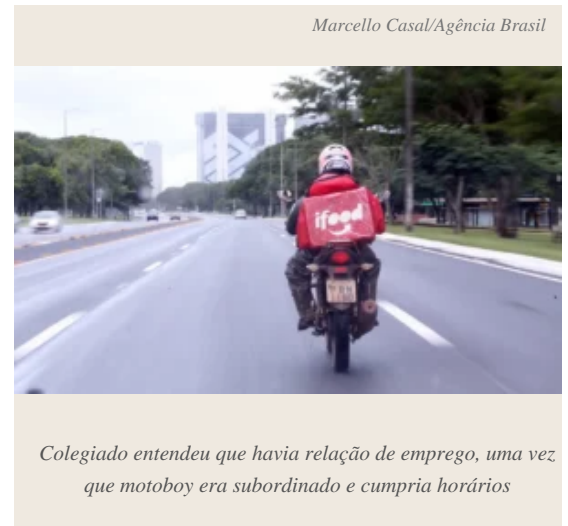 Marcello Casal/Agência Brasil
ifood
Colegiado entendeu que havia relação de emprego, uma vez
que motoboy era subordinado e cumpria horários